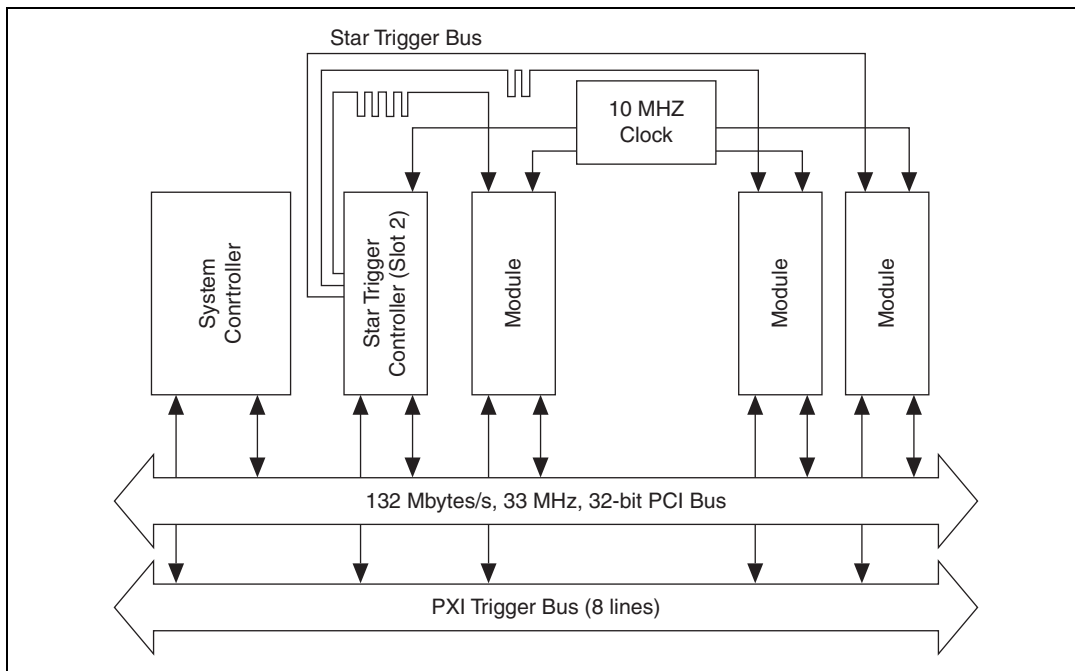 Star Trigger Bus
10 MHZ
Clock
System
Conrtroller
Star Trigger
Controller (Slot 2)
Module
Module
Module
132 Mbytes/s, 33 MHz, 32-bit PCI Bus
PXI Trigger Bus (8 lines)